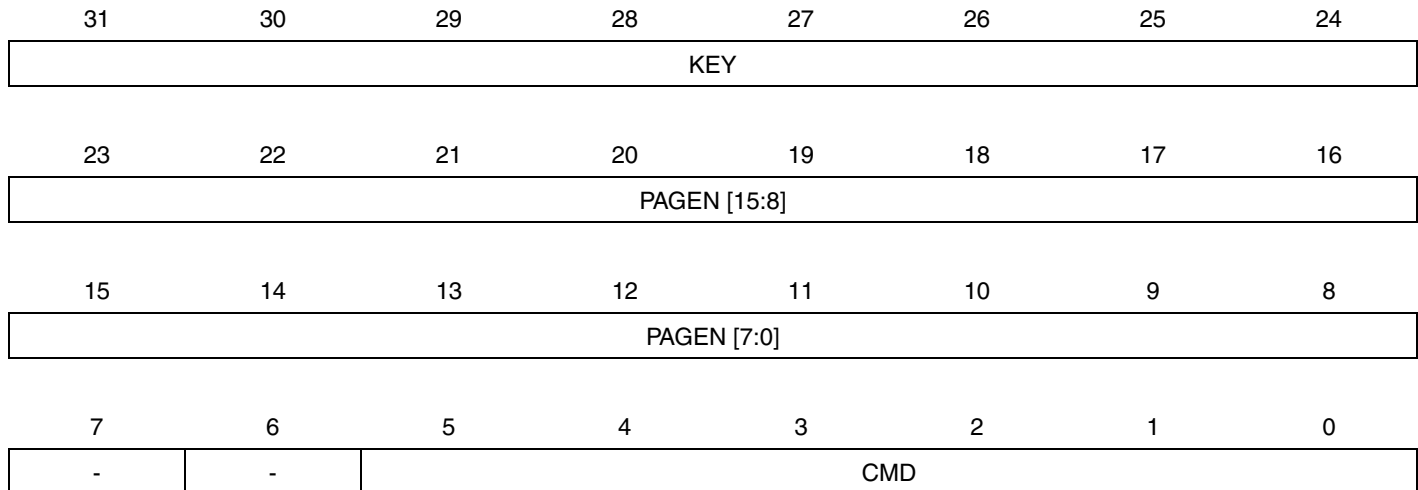 31 30 29 28 27 26 25 24
KEY
23 22 21 20 19 18 17 16
PAGEN [15:8]
15 14 13 12 11 10 9 8
PAGEN [7:0]
7 6 5 4 3 2 1 0
- - CMD